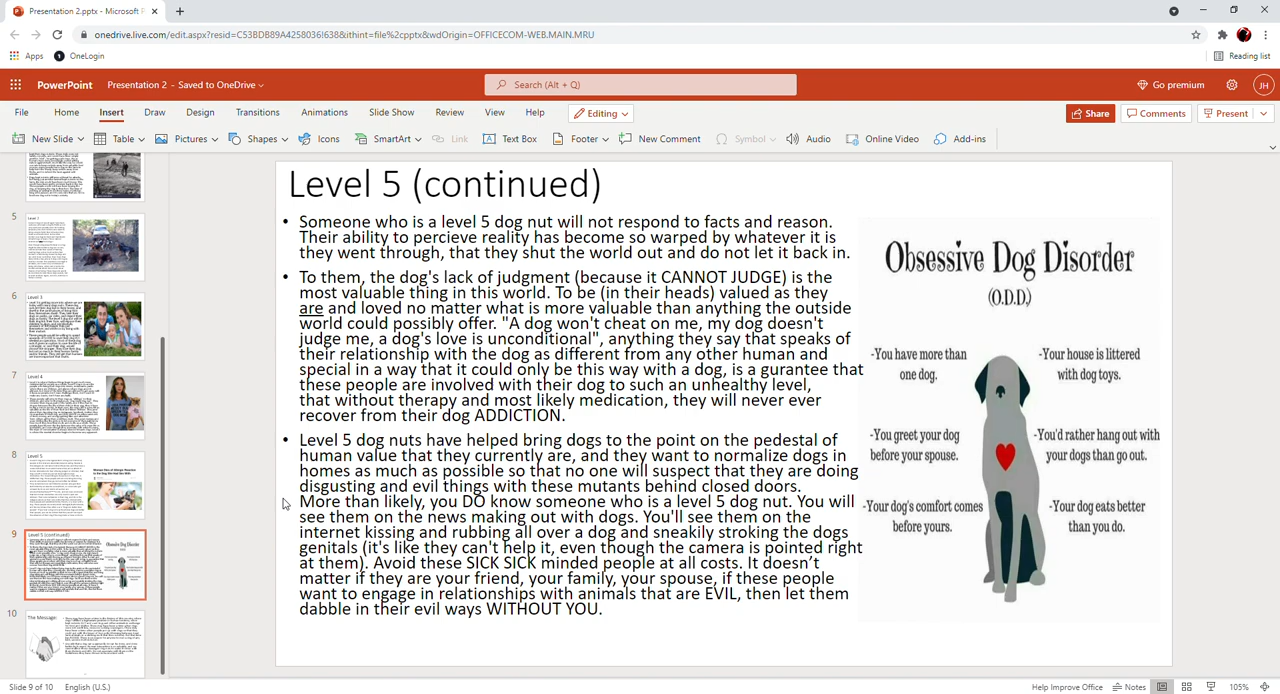 Presentation 2.pptx - Microsoft P
onedrive.live.com/edit.aspx?resid=C53BDB89A4258036!638&ithint=file%2cpptx&wdOrigin=OFFICECOM-WEB.MAIN.MRU
Apps OneLogin Reading list
PowerPoint Presentation 2 - Saved to OneDrive Search (Alt + Q) Go premium JH
File Home Insert Draw Design Transitions Animations Slide Show Review View Help Editing Share Comments Present
New Slide Table Pictures Shapes Icons SmartArt Link Text Box Footer New Comment Symbol Audio Online Video Add-ins
Level 5 (continued)
• Someone who is a level 5 dog nut will not respond to facts and reason.
Their ability to percieve reality has become so warped by whatever it is
they went through, that they shut the world out and do not let it back in.
• To them, the dog's lack of judgment (because it CANNOT JUDGE) is the
most valuable thing in this world. To be (in their heads) valued as they
are and loved no matter what is more valuable than anything the outside
world could possibly offer. "A dog won't cheat on me, my dog doesn't
judge me, a dog's love is unconditional", anything they say that speaks of
their relationship with their dog as different from any other human and
special in a way that it could only be this way with a dog, is a gurantee that
these people are involved with their dog to such an unhealthy level,
that without therapy and most likely medication, they will never ever
recover from their dog ADDICTION.
• Level 5 dog nuts have helped bring dogs to the point on the pedestal of
human value that they currently are, and they want to normalize dogs in
homes as much as possible so that no one will suspect that they are doing
disgusting and evil things with these mutants behind closed doors.
• More than likely, you DO know someone who is a level 5 dog nut. You will
see them on the news making out with dogs. You'll see them on the
internet kissing and rubbing all over a dog and sneakily stroking the dogs
genitals (it's like they can't help it, even though the camera is pointed right
at them). Avoid these SICK SICK minded people at all costs. It doesn't
matter if they are your friend, your family, your spouse, if these people
want to engage in relationships with animals that are EVIL, then let them
dabble in their evil ways WITHOUT YOU.
Obsessive Dog Disorder
(O.D.D.)
-You have more than
one dog.
-Your house is littered
with dog toys.
-You greet your dog
before your spouse.
-You'd rather hang out with
your dogs than go out.
-Your dog's comfort comes
before yours.
-Your dog eats better
than you do.
5
Level 2
6
Level 3
7
Level 4
8
Level 5
9
Level 5 (continued)
10
The Message:
Slide 9 of 10 English (U.S.) Help Improve Office Notes 105%